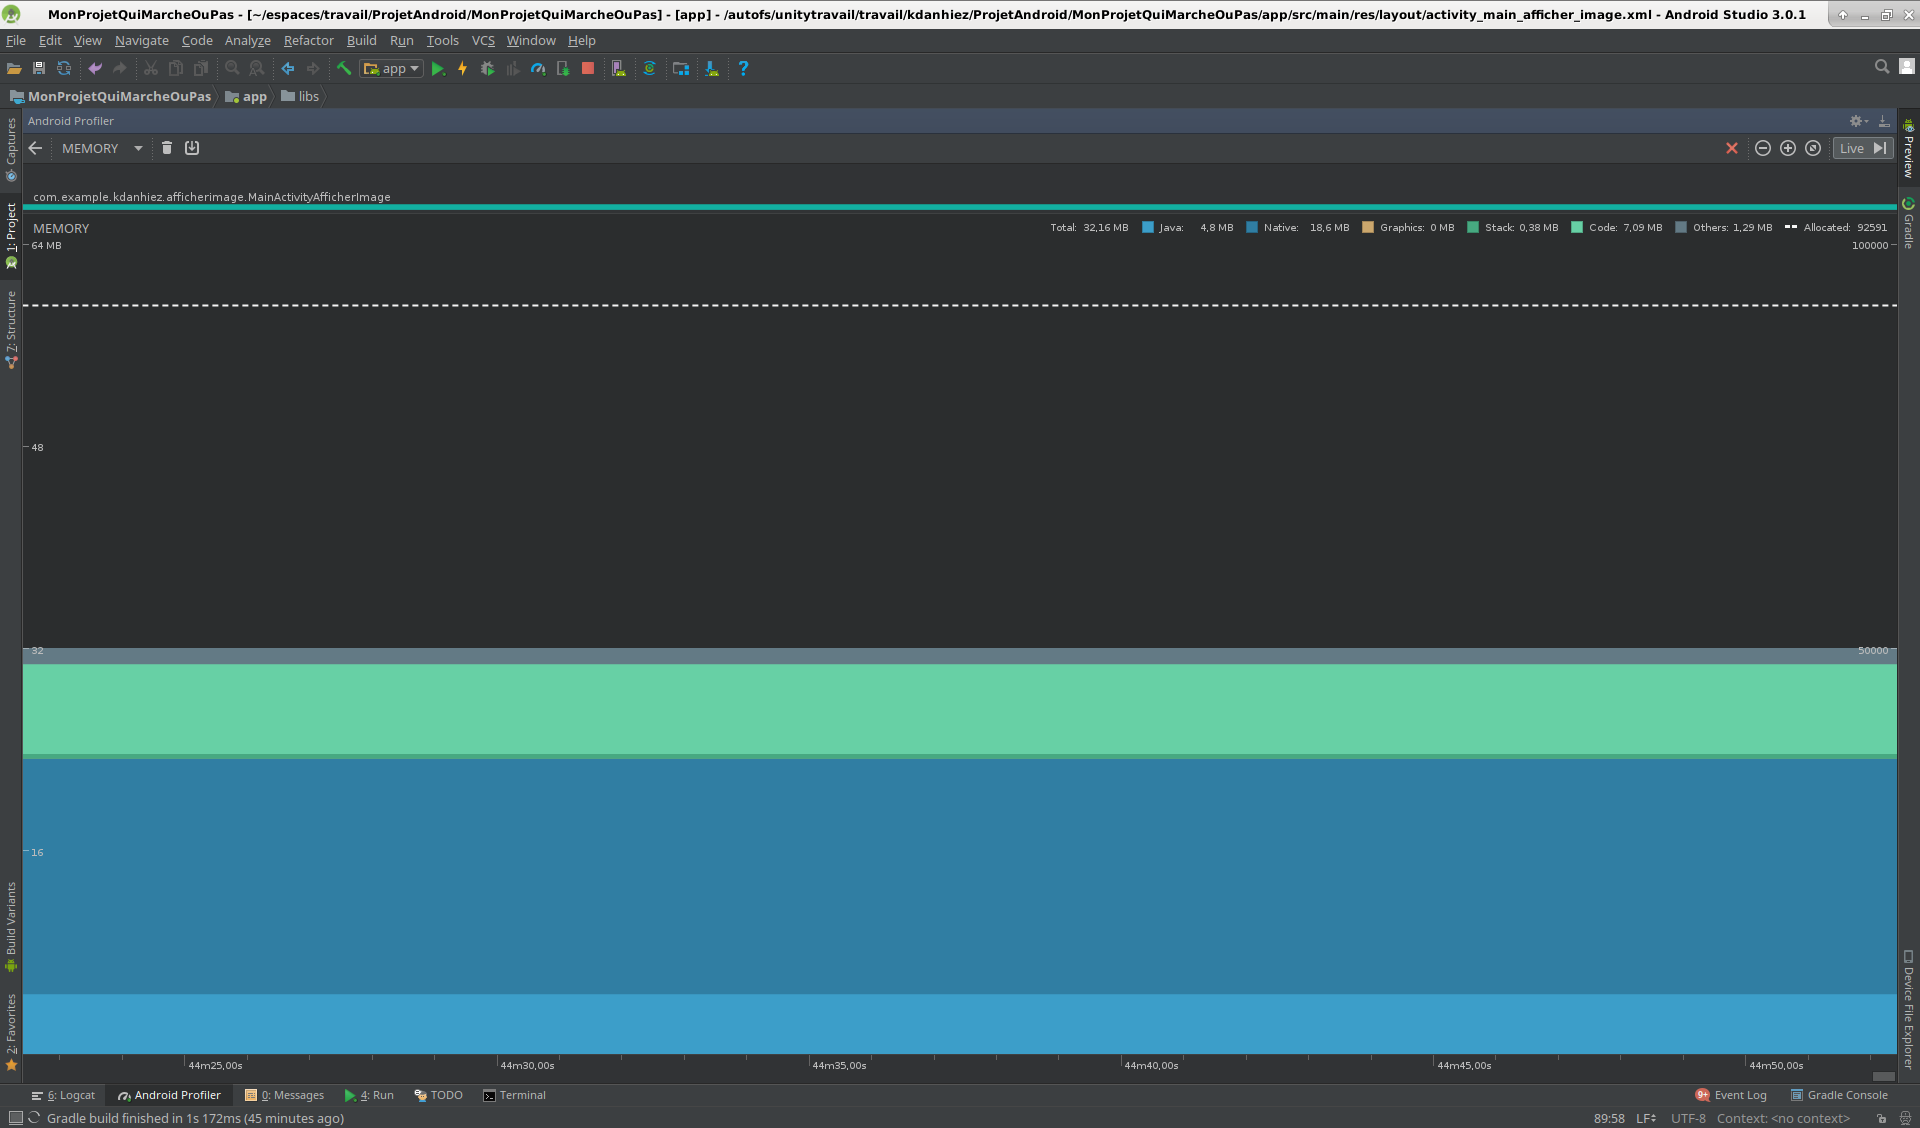 MonProjetQuiMarcheOuPas - [~/espaces/travail/ProjetAndroid/MonProjetQuiMarcheOuPas] - [app] - /autofs/unitytravail/travail/kdanhiez/ProjetAndroid/MonProjetQuiMarcheOuPas/app/src/main/res/layout/activity_main_afficher_image.xml - Android Studio 3.0.1
File Edit View Navigate Code Analyze Refactor Build Run Tools VCS Window Help
app
MonProjetQuiMarcheOuPas app libs
Android Profiler
MEMORY Live
com.example.kdanhiez.afficherimage.MainActivityAfficherImage
MEMORY Total: 32,16 MB Java: 4,8 MB Native: 18,6 MB Graphics: 0 MB Stack: 0,38 MB Code: 7,09 MB Others: 1,29 MB Allocated: 92591
64 MB 100000
48
32 50000
16
44m25,00s 44m30,00s 44m35,00s 44m40,00s 44m45,00s 44m50,00s
Captures
1: Project
7: Structure
Build Variants
2: Favorites
Preview
Gradle
Device File Explorer
6: Logcat Android Profiler 0: Messages 4: Run TODO Terminal 9+ Event Log Gradle Console
Gradle build finished in 1s 172ms (45 minutes ago) 89:58 LF UTF-8 Context: <no context>